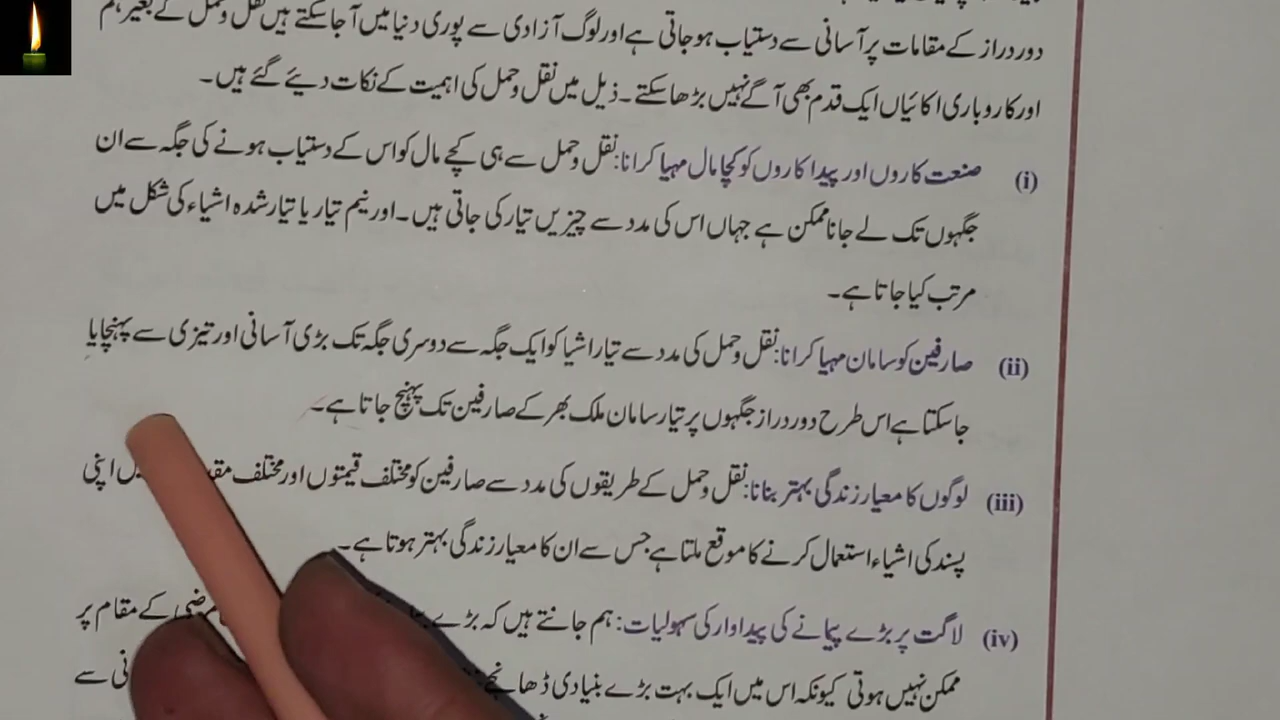 دور دراز کے مقامات پر آسانی سے دستیاب ہو جاتی ہے اور لوگ آزادی سے پوری دنیا میں آ جا سکتے ہیں نقل و حمل کے بغیر ہم
اور کاروباری اکائیاں ایک قدم بھی آگے نہیں بڑھا سکتے۔ ذیل میں نقل و حمل کی اہمیت کے نکات دیئے گئے ہیں۔
(i) صنعت کاروں اور پیدا کاروں کو کچا مال مہیا کرانا: نقل و حمل سے ہی کچے مال کو اس کے دستیاب ہونے کی جگہ سے ان
جگہوں تک لے جانا ممکن ہے جہاں اس کی مدد سے چیزیں تیار کی جاتی ہیں۔ اور نیم تیار یا تیار شدہ اشیاء کی شکل میں
مرتب کیا جاتا ہے۔
(ii) صارفین کو سامان مہیا کرانا: نقل و حمل کی مدد سے تیار اشیا کو ایک جگہ سے دوسری جگہ تک بڑی آسانی اور تیزی سے پہنچایا
جا سکتا ہے اس طرح دور دراز جگہوں پر تیار سامان ملک بھر کے صارفین تک پہنچ جاتا ہے۔
(iii) لوگوں کا معیار زندگی بہتر بنانا: نقل و حمل کے طریقوں کی مدد سے صارفین کو مختلف قیمتوں اور مختلف اپنی
پسند کی اشیاء استعمال کرنے کا موقع ملتا ہے جس سے ان کا معیار زندگی بہتر ہوتا ہے۔
(iv) لاگت پر بڑے پیمانے کی پیداوار کی سہولیات: ہم جانتے ہیں کہ بڑے مرضی کے مقام پر
ممکن نہیں ہوتی کیونکہ اس میں ایک بہت بڑے بنیادی ڈھانچے سے